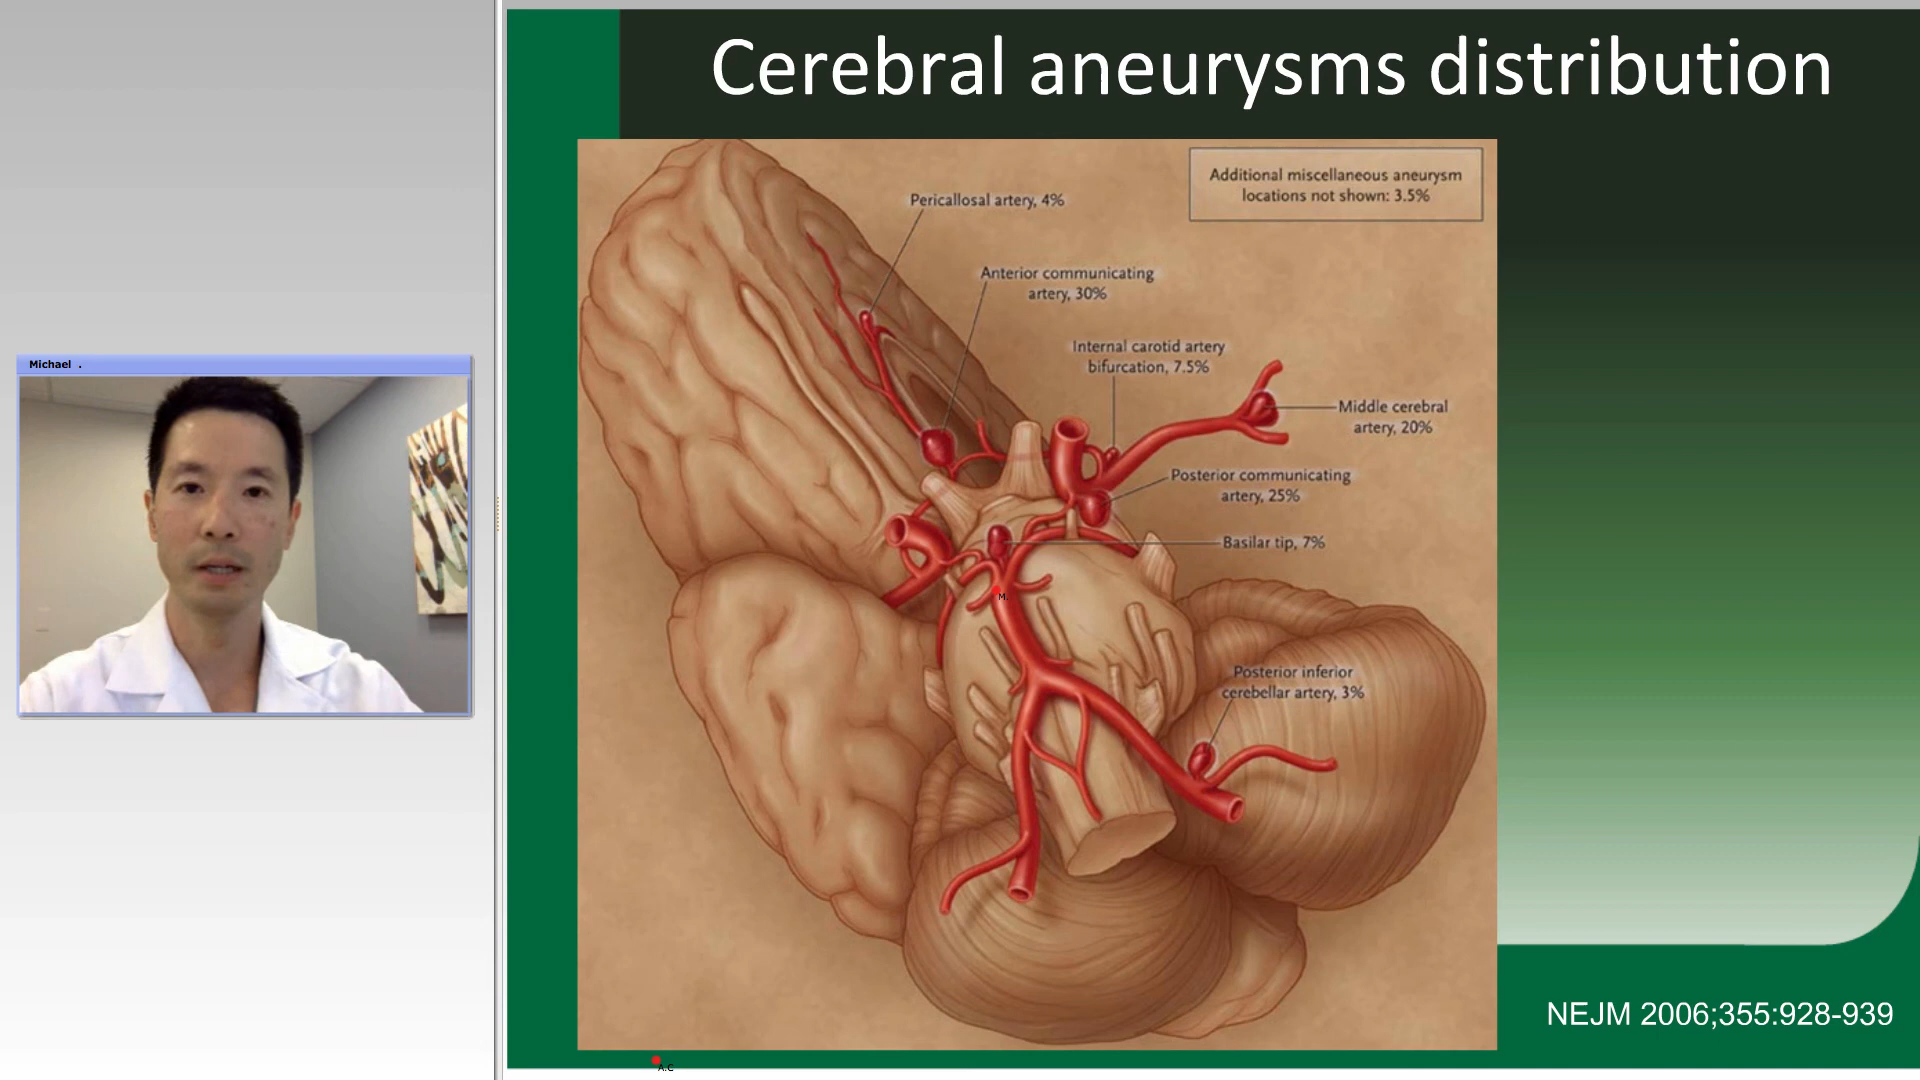 Michael .
Cerebral aneurysms distribution
Additional miscellaneous aneurysm
locations not shown: 3.5%
Pericallosal artery, 4%
Anterior communicating
artery, 30%
Internal carotid artery
bifurcation, 7.5%
Middle cerebral
artery, 20%
Posterior communicating
artery, 25%
Basilar tip, 7%
M.
Posterior inferior
cerebellar artery, 3%
NEJM 2006;355:928-939
A.C